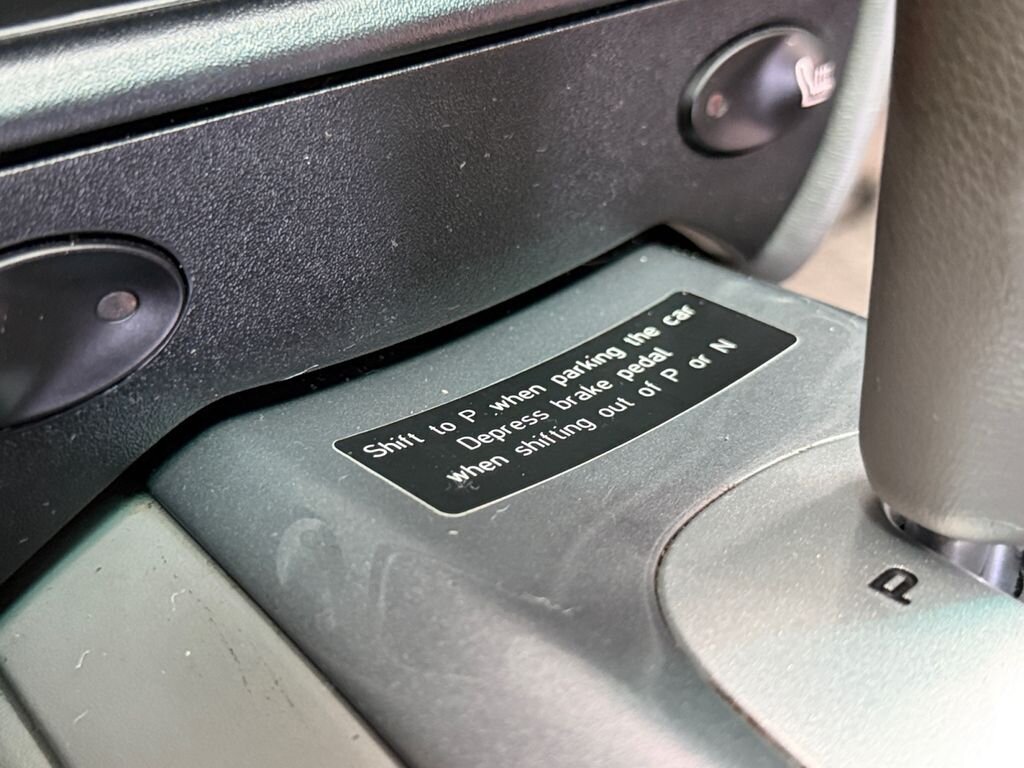 Shift to P when parking the car
Depress brake pedal
when shifting out of P or N
P